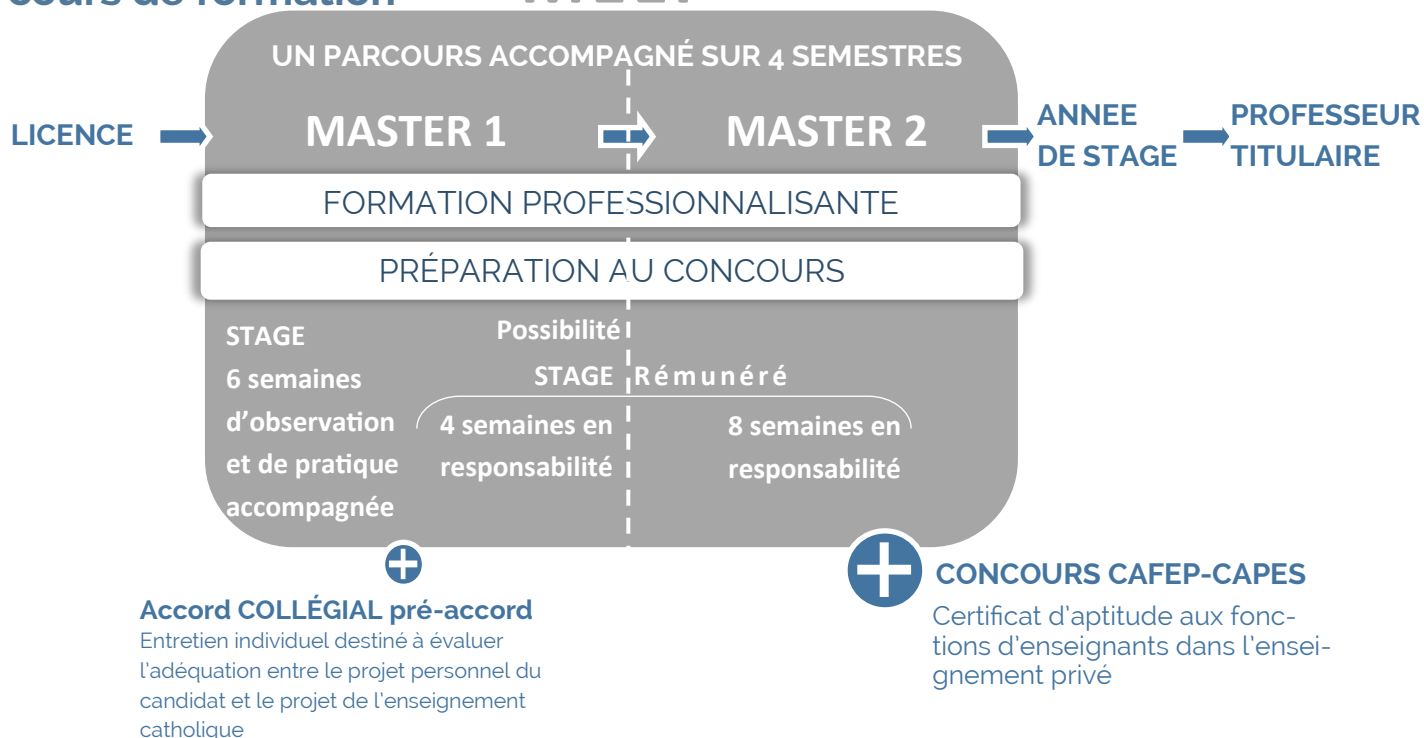 cours de formation
UN PARCOURS ACCOMPAGNÉ SUR 4 SEMESTRES
LICENCE
MASTER 1
MASTER 2
ANNEE
DE STAGE
PROFESSEUR
TITULAIRE
FORMATION PROFESSIONNALISANTE
PRÉPARATION AU CONCOURS
STAGE
6 semaines
d'observation
et de pratique
accompagnée
Possibilité
STAGE Rémunéré
4 semaines en
responsabilité
8 semaines en
responsabilité
Accord COLLÉGIAL pré-accord
Entretien individuel destiné à évaluer
l'adéquation entre le projet personnel du
candidat et le projet de l'enseignement
catholique
CONCOURS CAFEP-CAPES
Certificat d'aptitude aux fonc-
tions d'enseignants dans l'ensei-
gnement privé